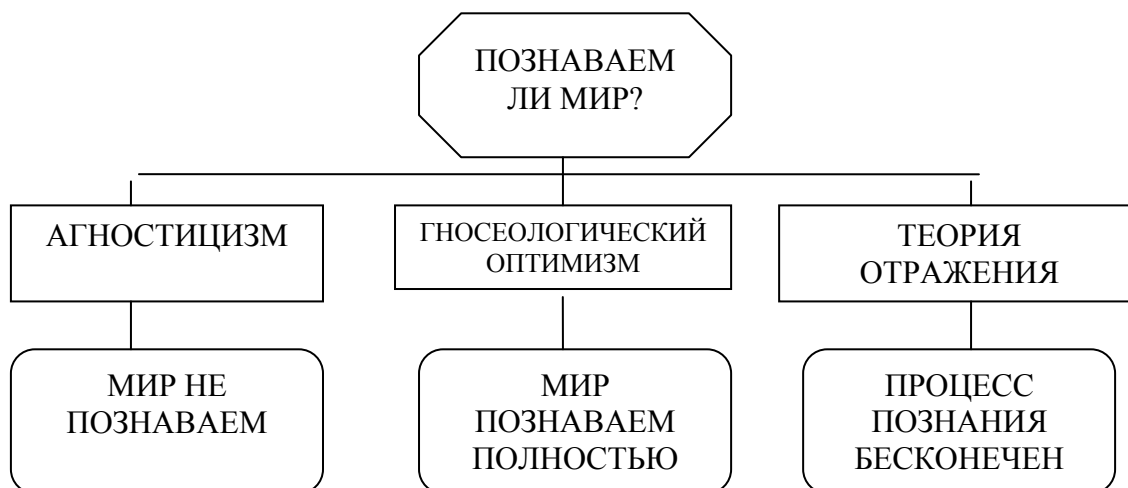 ПОЗНАВАЕМ
ЛИ МИР?
АГНОСТИЦИЗМ
ГНОСЕОЛОГИЧЕСКИЙ
ОПТИМИЗМ
ТЕОРИЯ
ОТРАЖЕНИЯ
МИР НЕ
ПОЗНАВАЕМ
МИР
ПОЗНАВАЕМ
ПОЛНОСТЬЮ
ПРОЦЕСС
ПОЗНАНИЯ
БЕСКОНЕЧЕН